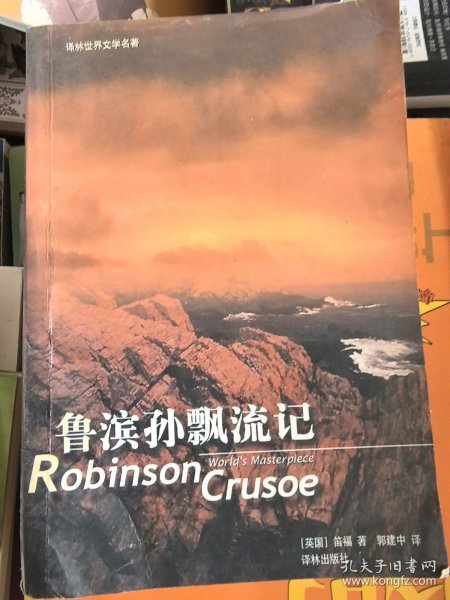 译林世界文学名著
鲁滨孙飘流记
Robinson
World's Masterpiece
Crusoe
[英国] 笛福 著 郭建中 译
译林出版社
孔夫子旧书网
www.kongfz.com